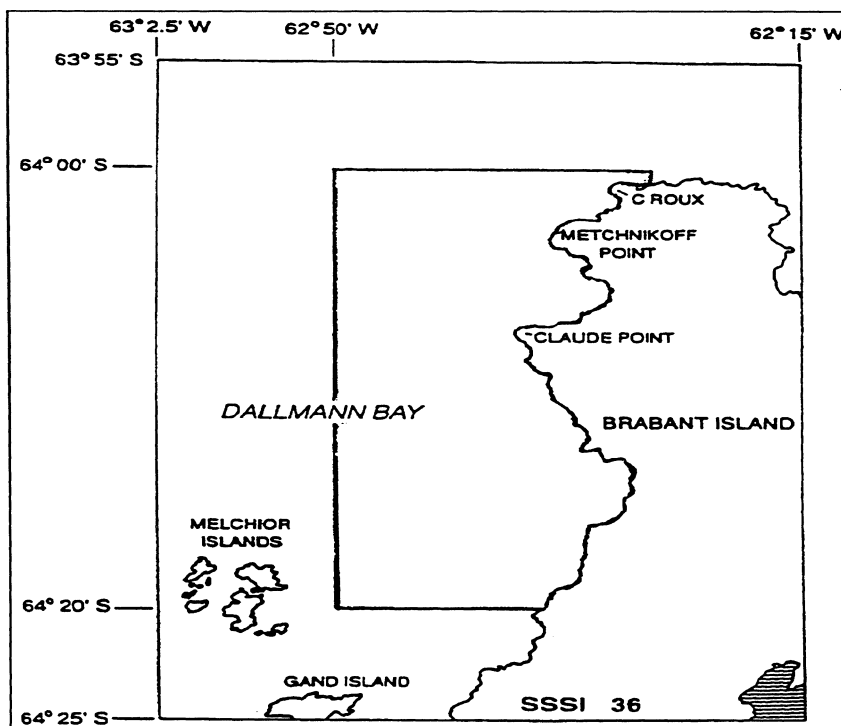 63° 2.5' W
62° 50' W
62° 15' W
63° 55' S
64° 00' S
C ROUX
METCHNIKOFF
POINT
CLAUDE POINT
DALLMANN BAY
BRABANT ISLAND
MELCHIOR
ISLANDS
64° 20' S
GAND ISLAND
SSSI 36
64° 25' S